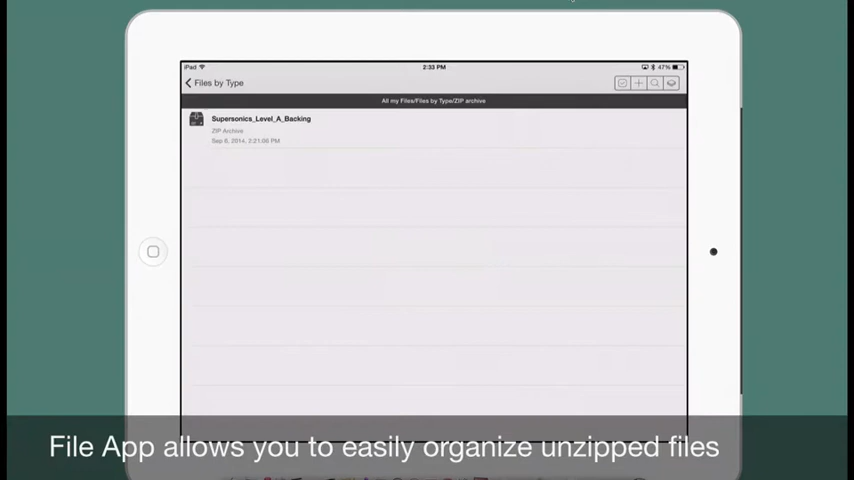 iPad
2:33 PM
47%
Files by Type
All my Files/Files by Type/ZIP archive
Supersonics_Level_A_Backing
ZIP Archive
Sep 8, 2014, 2:21:06 PM
File App allows you to easily organize unzipped files